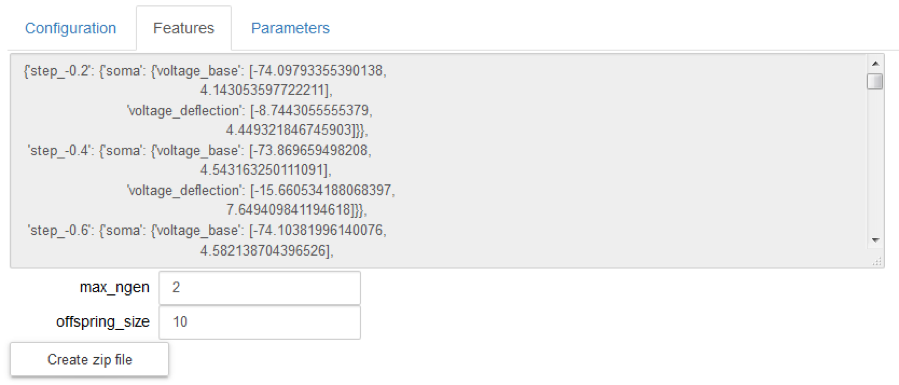 Configuration Features Parameters
{'step_-0.2': {'soma': {'voltage_base': [-74.09793355390138,
4.143053597722211],
'voltage_deflection': [-8.7443055555379,
4.449321846745903]}},
'step_-0.4': {'soma': {'voltage_base': [-73.869659498208,
4.543163250111091],
'voltage_deflection': [-15.660534188068397,
7.649409841194618]}},
'step_-0.6': {'soma': {'voltage_base': [-74.10381996140076,
4.582138704396526],
max_ngen 2
offspring_size 10
Create zip file